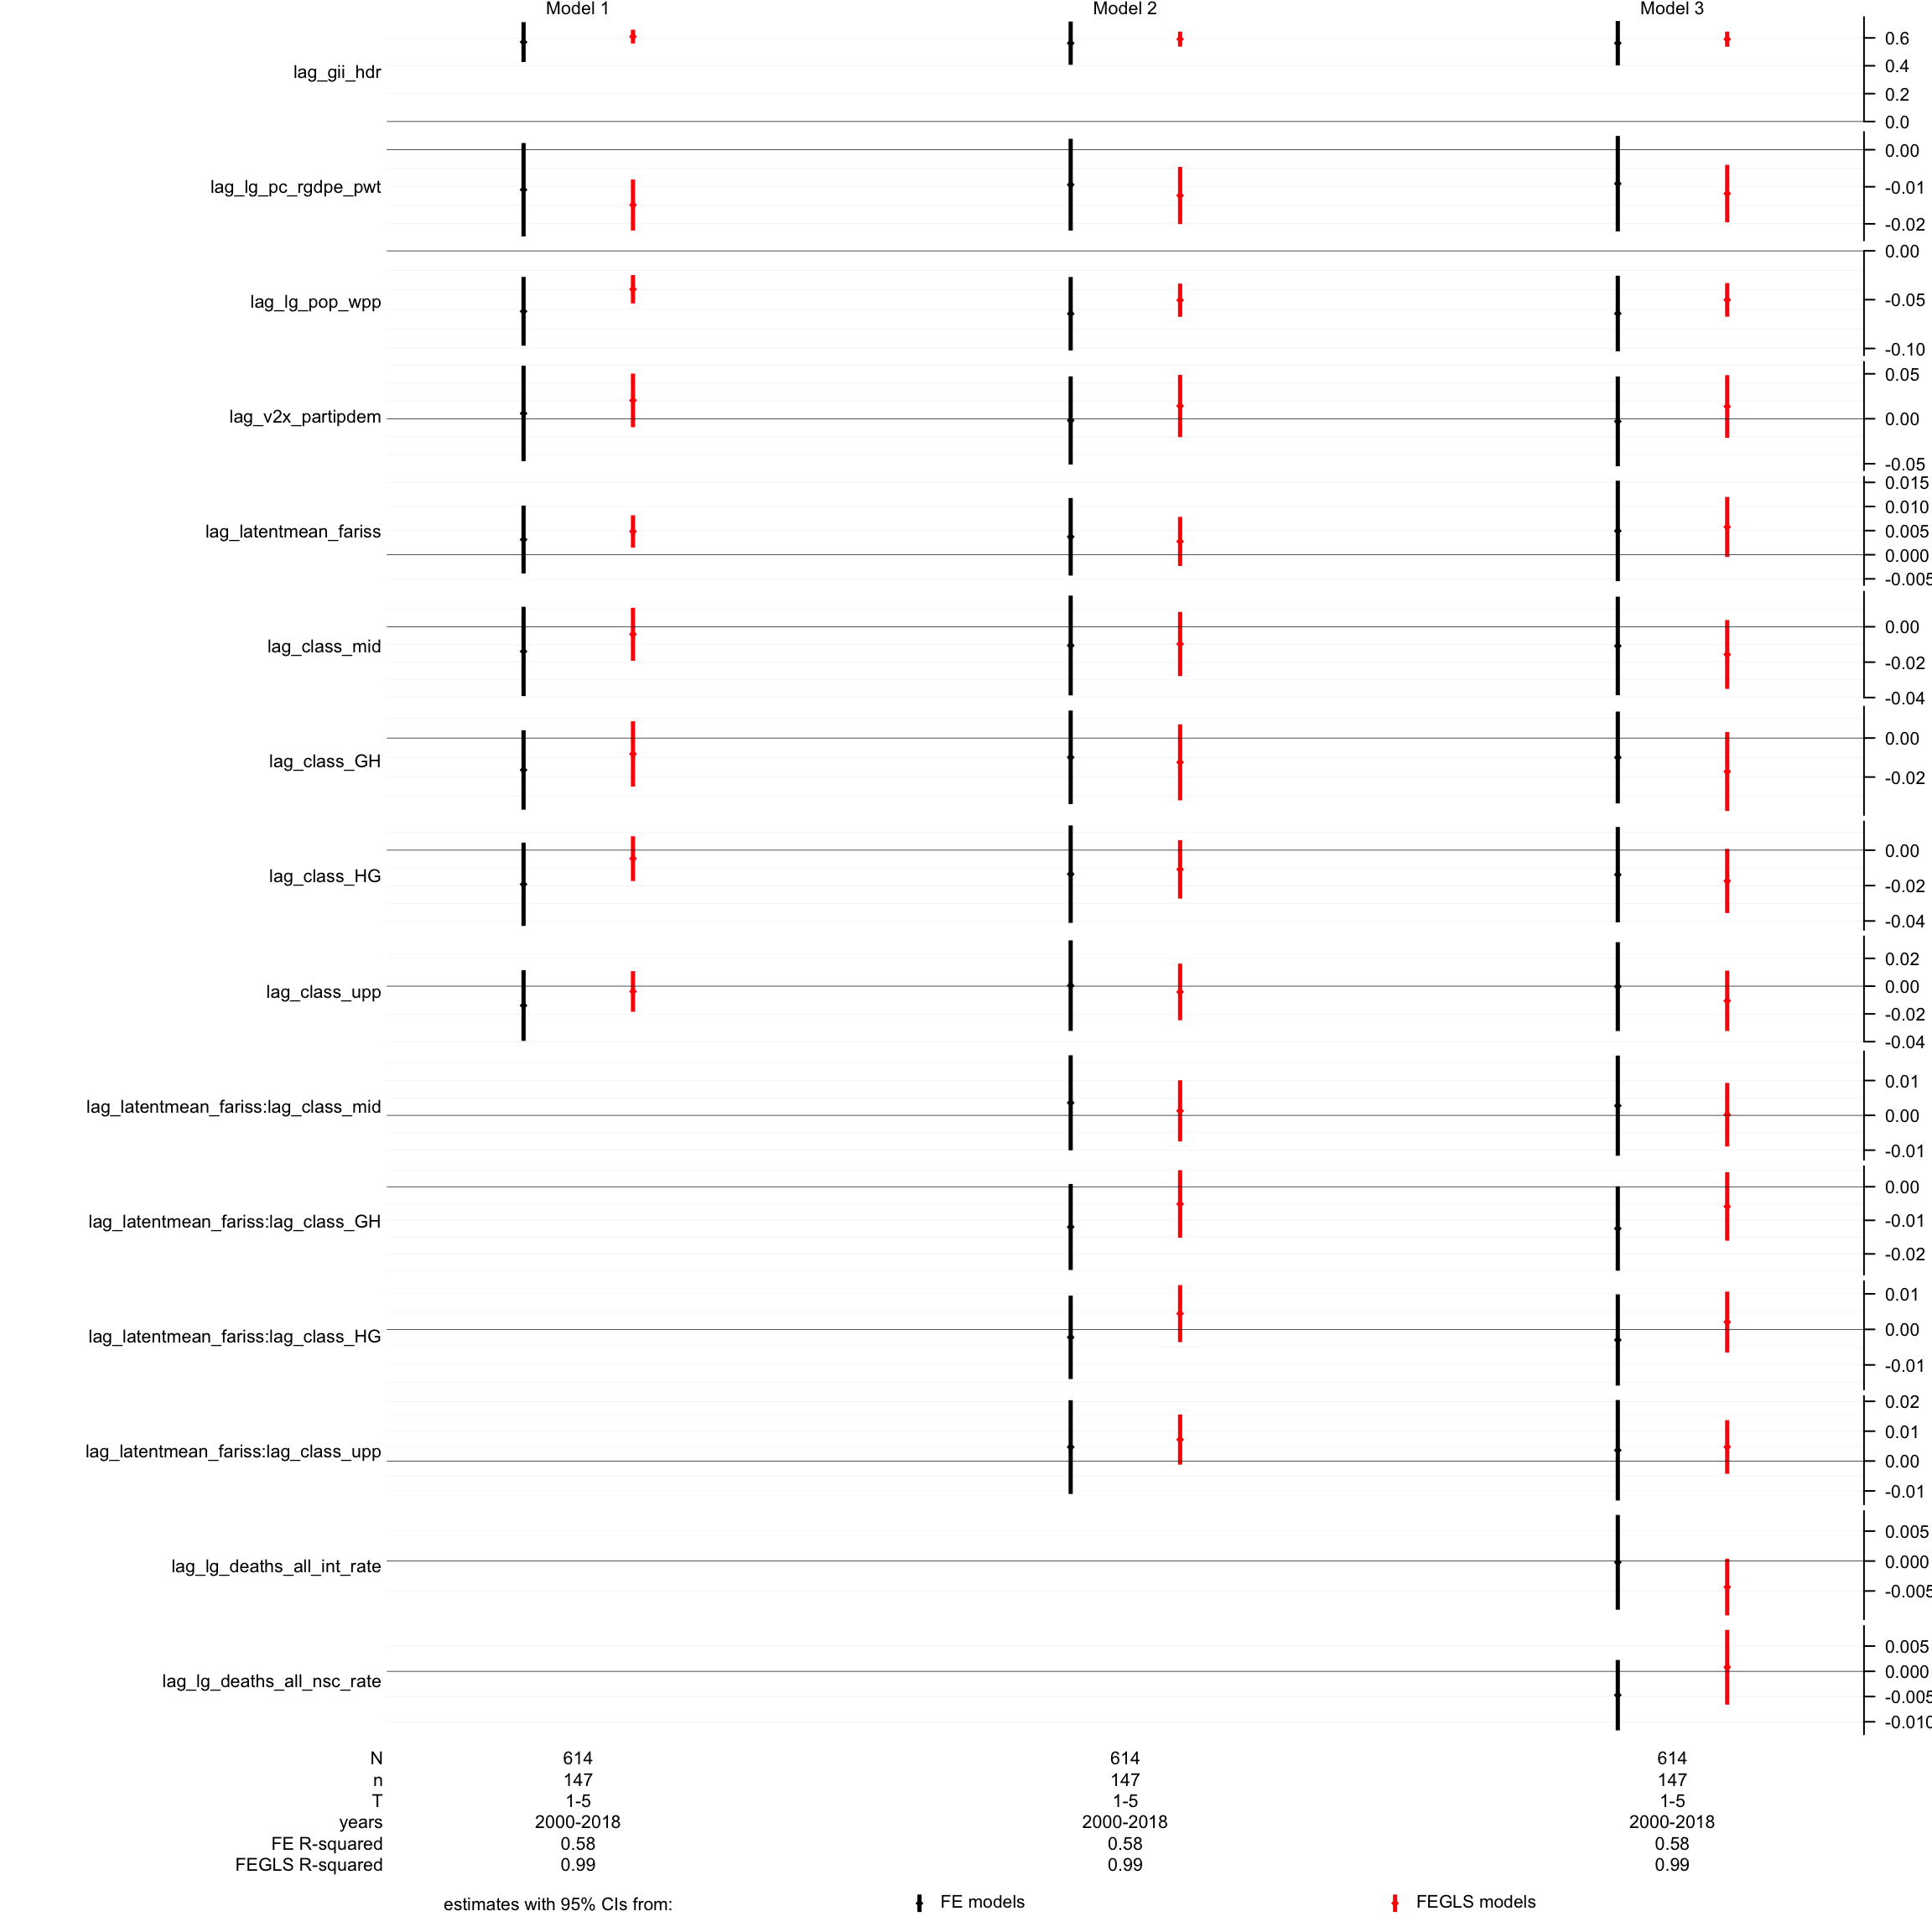 Model 1 Model 2 Model 3
lag_gii_hdr
0.6
0.4
0.2
0.0
lag_lg_pc_rgdpe_pwt
0.00
-0.01
-0.02
lag_lg_pop_wpp
0.00
-0.05
-0.10
lag_v2x_partipdem
0.05
0.00
-0.05
lag_latentmean_fariss
0.015
0.010
0.005
0.000
-0.005
lag_class_mid
0.00
-0.02
-0.04
lag_class_GH
0.00
-0.02
lag_class_HG
0.00
-0.02
-0.04
lag_class_upp
0.02
0.00
-0.02
-0.04
lag_latentmean_fariss:lag_class_mid
0.01
0.00
-0.01
lag_latentmean_fariss:lag_class_GH
0.00
-0.01
-0.02
lag_latentmean_fariss:lag_class_HG
0.01
0.00
-0.01
lag_latentmean_fariss:lag_class_upp
0.02
0.01
0.00
-0.01
lag_lg_deaths_all_int_rate
0.005
0.000
-0.005
lag_lg_deaths_all_nsc_rate
0.005
0.000
-0.005
-0.010
N 614 614 614
n 147 147 147
T 1-5 1-5 1-5
years 2000-2018 2000-2018 2000-2018
FE R-squared 0.58 0.58 0.58
FEGLS R-squared 0.99 0.99 0.99
estimates with 95% CIs from: FE models FEGLS models